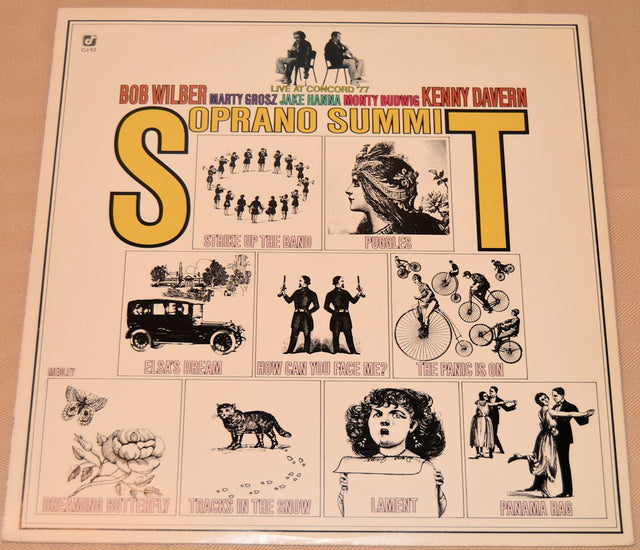 CJ-52
LIVE AT CONCORD '77
BOB WILBER MARTY GROSZ JAKE HANNA MONTY BUDWIG KENNY DAVERN
SOPRANO SUMMIT
STRIKE UP THE BAND
PUGGLES
ELSA'S DREAM
HOW CAN YOU FACE ME?
THE PANIC IS ON
MEDLEY
DREAMING BUTTERFLY
TRACKS IN THE SNOW
LAMENT
PANAMA RAG